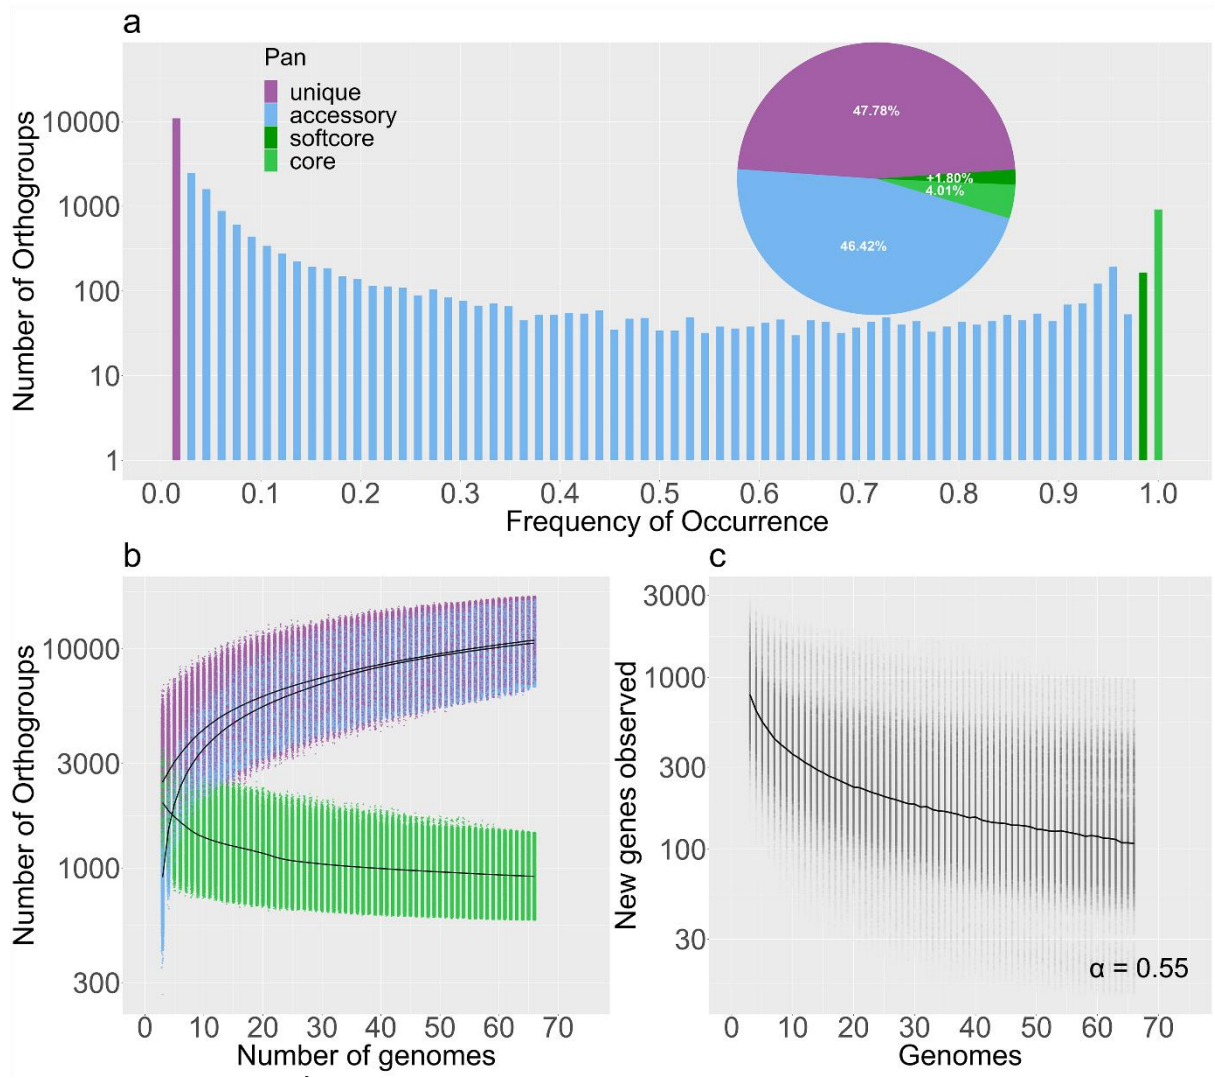 a
Pan
unique
accessory
softcore
core
47.78%
+1.80%
4.01%
46.42%
Number of Orthogroups
10000
1000
100
10
1
0.0 0.1 0.2 0.3 0.4 0.5 0.6 0.7 0.8 0.9 1.0
Frequency of Occurrence
b
Number of Orthogroups
10000
3000
1000
300
0 10 20 30 40 50 60 70
Number of genomes
c
New genes observed
3000
1000
300
100
30
α = 0.55
0 10 20 30 40 50 60 70
Genomes